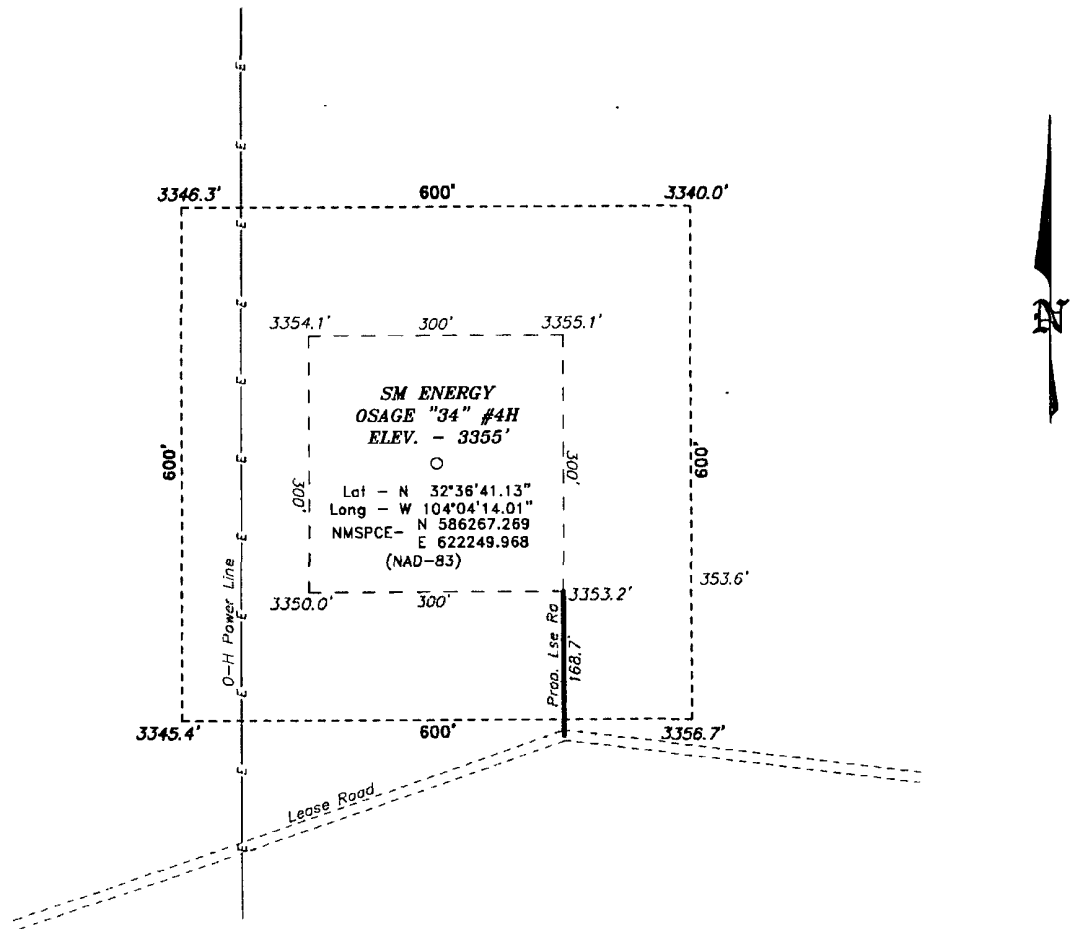 3346.3' 600' 3340.0'
3354.1' 300' 3355.1'
SM ENERGY
OSAGE "34" #4H
ELEV. - 3355'
600' 300' 300' 600'
Lat - N 32°36'41.13"
Long - W 104°04'14.01"
NMSPCE- N 586267.269
E 622249.968
(NAD-83)
353.6'
3350.0' 300' 3353.2'
O-H Power Line
E
E
E
E
E
E
E
E
E
E
E
Prop. Lse Rd
168.7'
3345.4' 600' 3356.7'
Lease Road
N